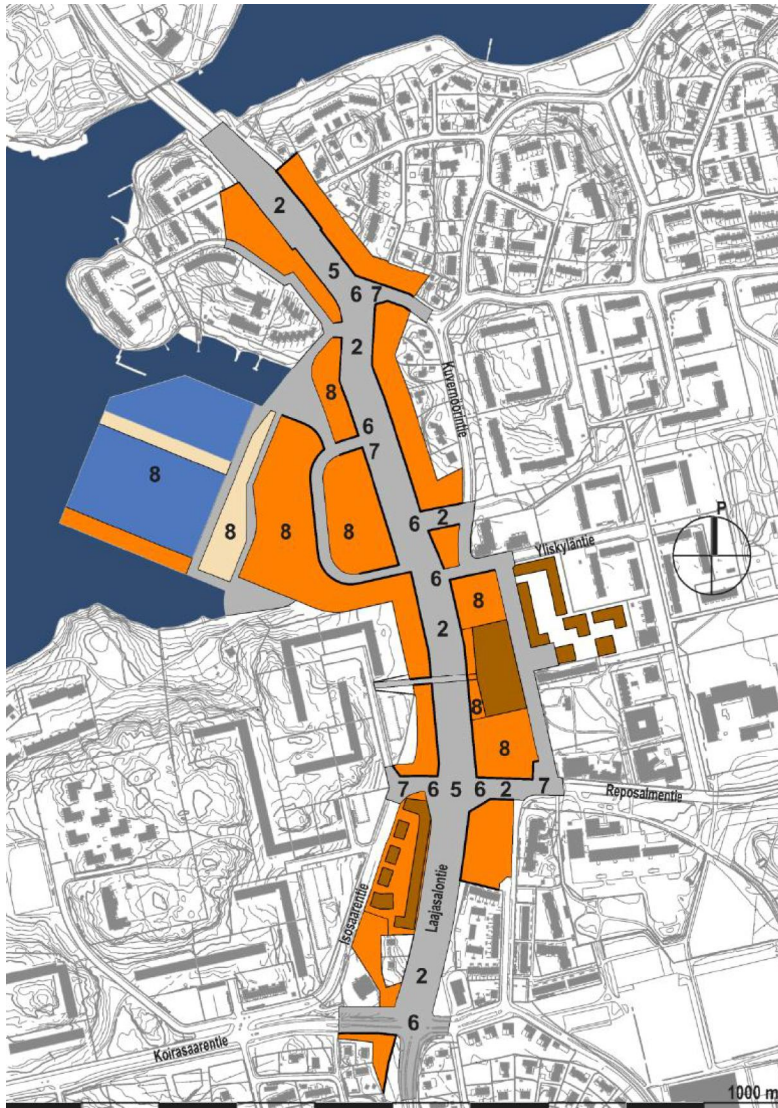 2
5
6 7
2
8
6
7
Kuvernöörintie
8
8
8
8
6 2
P
Yliskyläntie
6
8
2
8
8
7 6 5 6 2 7
Reposalmentie
Isosaarentie
Laajasalontie
2
6
Koirasaarentie
1000 m